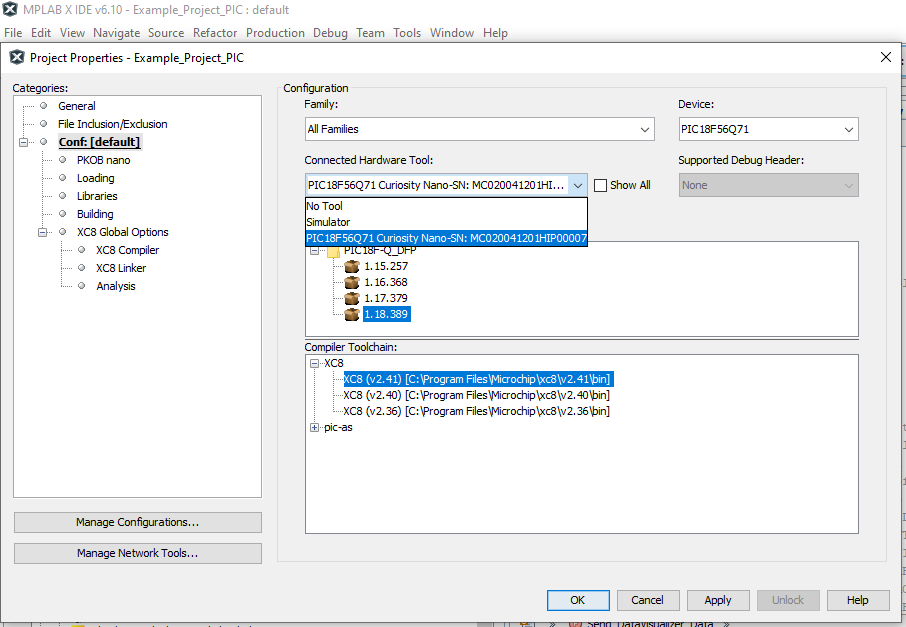 MPLAB X IDE v6.10 - Example_Project_PIC : default
File Edit View Navigate Source Refactor Production Debug Team Tools Window Help
Project Properties - Example_Project_PIC
Categories:
General
File Inclusion/Exclusion
Conf: [default]
PKOB nano
Loading
Libraries
Building
XC8 Global Options
XC8 Compiler
XC8 Linker
Analysis
Manage Configurations...
Manage Network Tools...
Configuration
Family:
Device:
All Families
PIC18F56Q71
Connected Hardware Tool:
Supported Debug Header:
PIC18F56Q71 Curiosity Nano-SN: MC020041201HI...
Show All
None
No Tool
Simulator
PIC18F56Q71 Curiosity Nano-SN: MC020041201HIP00007
PIC18F-Q_DFP
1.15.257
1.16.368
1.17.379
1.18.389
Compiler Toolchain:
XC8
XC8 (v2.41) [C:\Program Files\Microchip\xc8\v2.41\bin]
XC8 (v2.40) [C:\Program Files\Microchip\xc8\v2.40\bin]
XC8 (v2.36) [C:\Program Files\Microchip\xc8\v2.36\bin]
pic-as
OK Cancel Apply Unlock Help